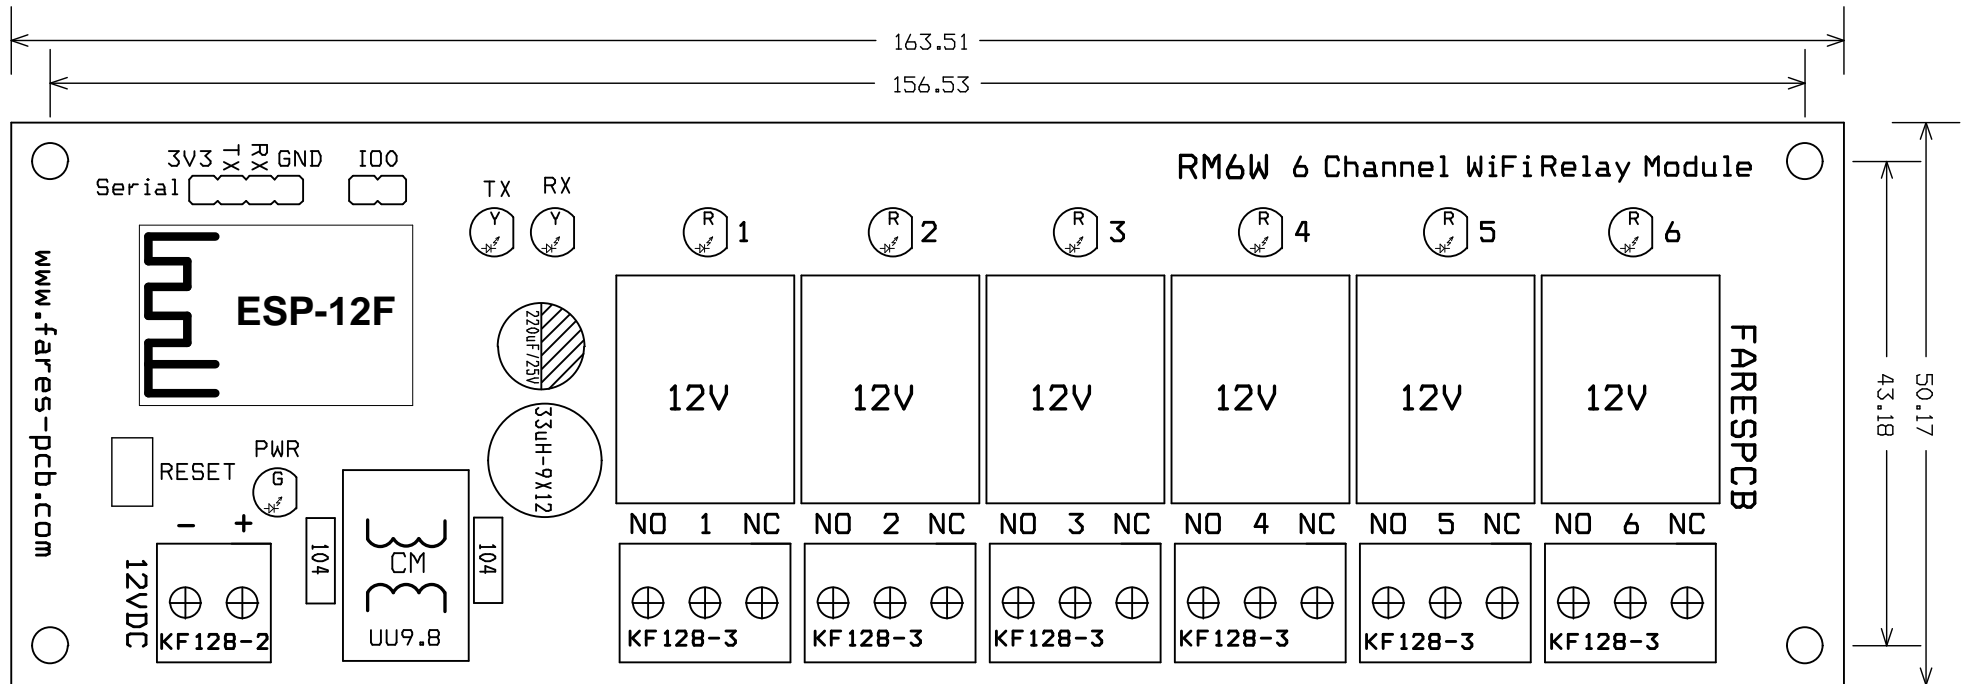 163.51
156.53
3V3 TX RX GND IO0
Serial
TX RX
RM6W 6 Channel WiFi Relay Module
Y Y R 1 R 2 R 3 R 4 R 5 R 6
www.fares-pcb.com
ESP-12F
220uF/25V
33uH-9X12
12V 12V 12V 12V 12V 12V
FARESPCB
43.18
50.17
RESET
PWR
G
- +
12VDC
KF128-2
104
CM
UU9.8
104
NO 1 NC NO 2 NC NO 3 NC NO 4 NC NO 5 NC NO 6 NC
KF128-3 KF128-3 KF128-3 KF128-3 KF128-3 KF128-3